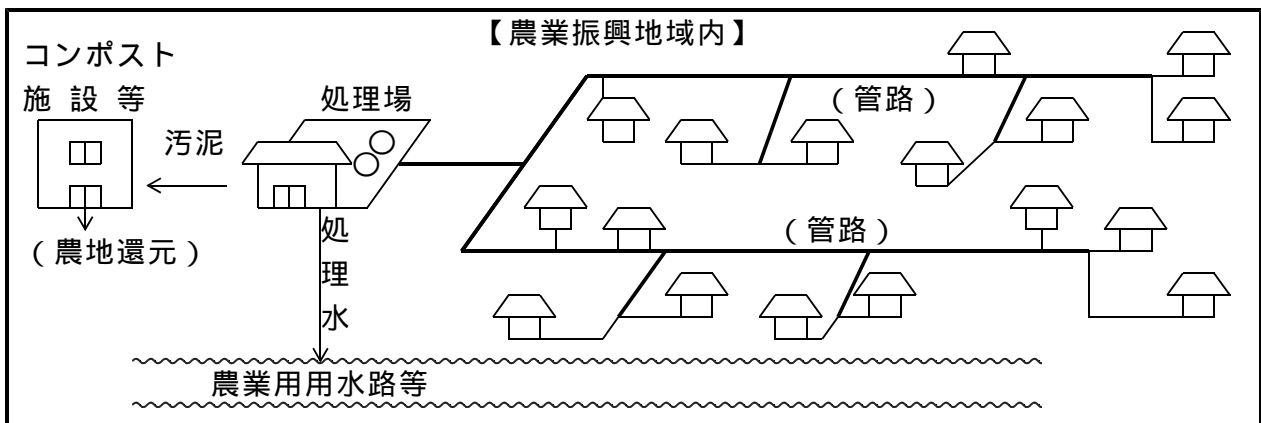 【農業振興地域内】
コンポスト
施設等
処理場
汚泥
(管路)
(管路)
(農地還元)
処理水
農業用用水路等